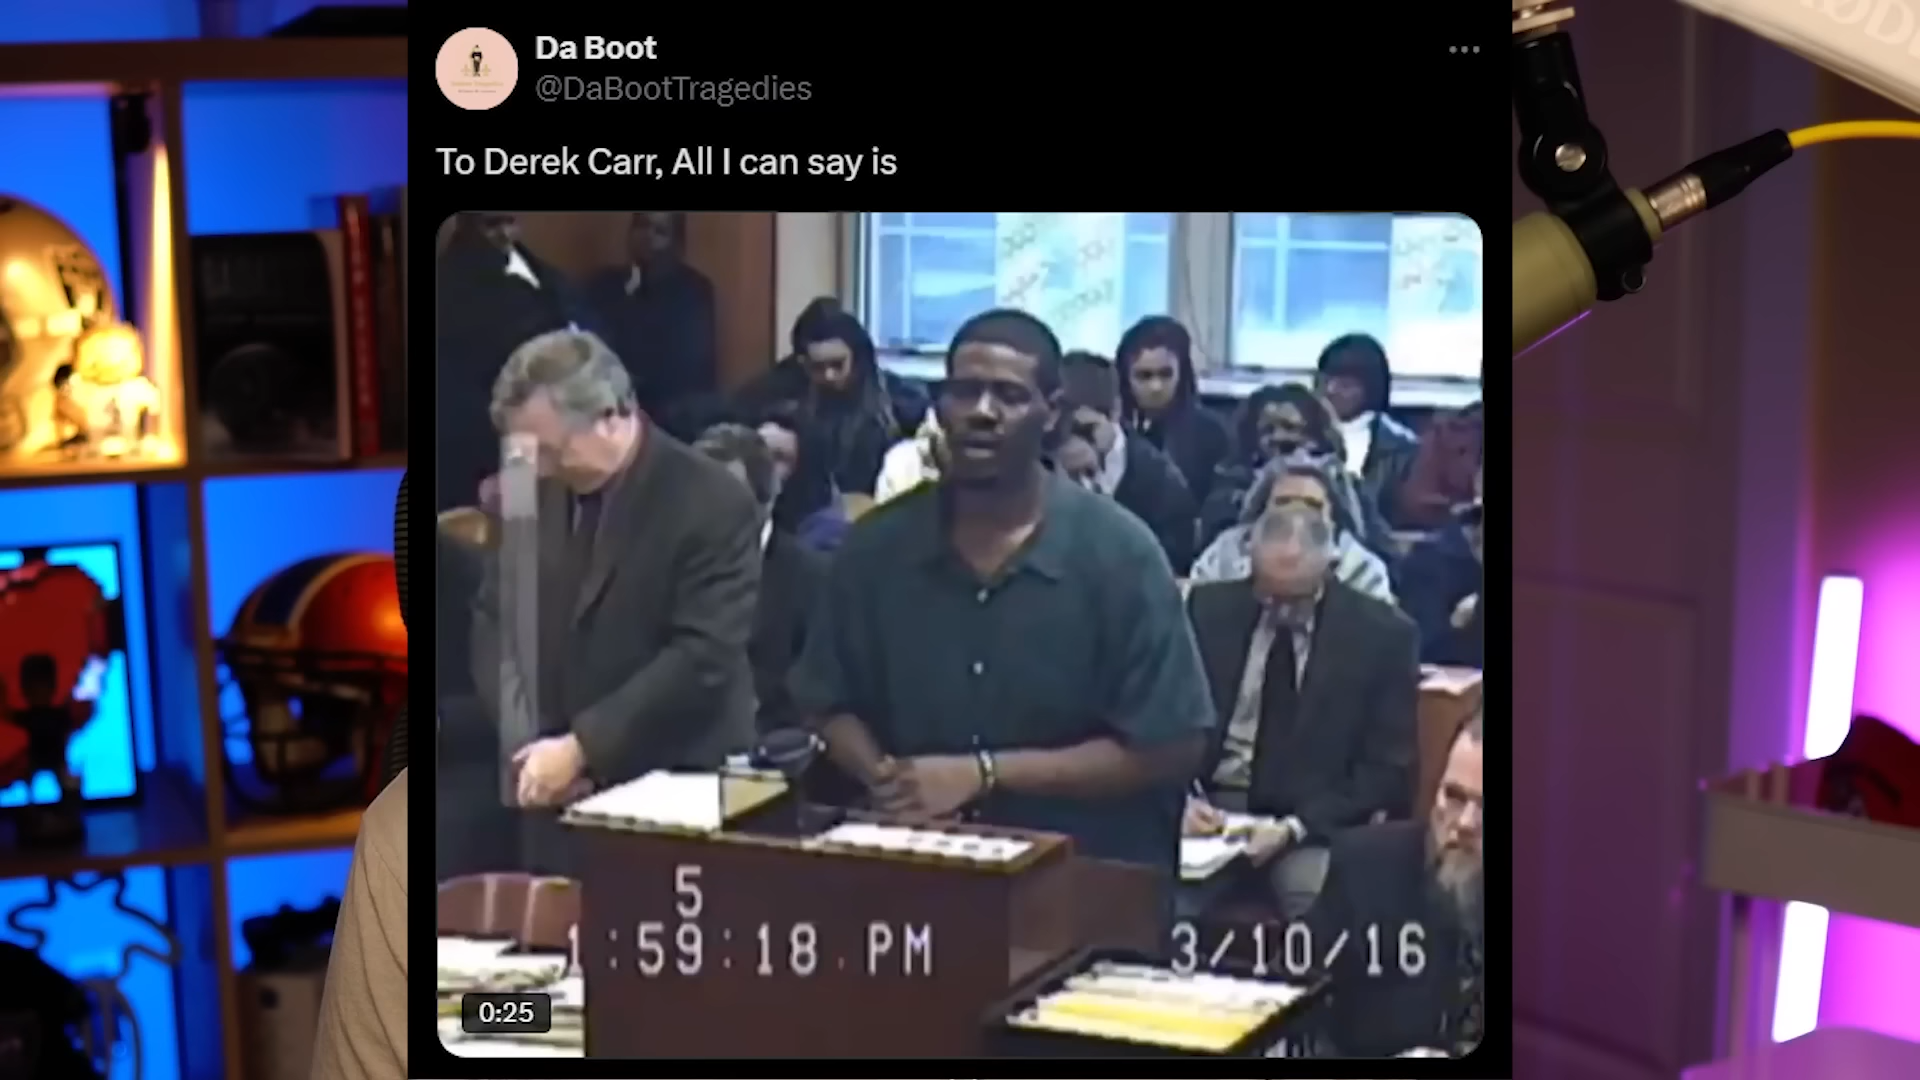 Da Boot
@DaBootTragedies
To Derek Carr, All I can say is
5
1:59:18 PM
3/10/16
0:25